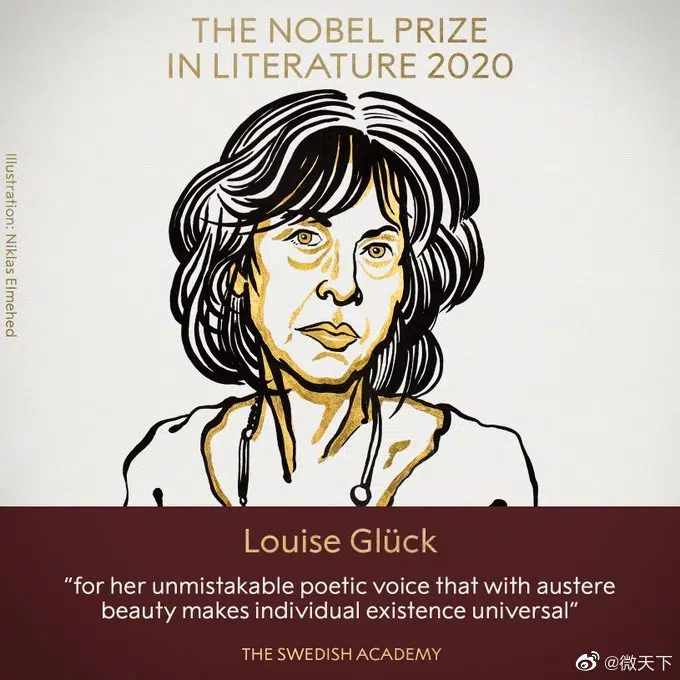 THE NOBEL PRIZE
IN LITERATURE 2020
Illustration: Niklas Elmehed
Louise Glück
“for her unmistakable poetic voice that with austere
beauty makes individual existence universal”
THE SWEDISH ACADEMY
@微天下